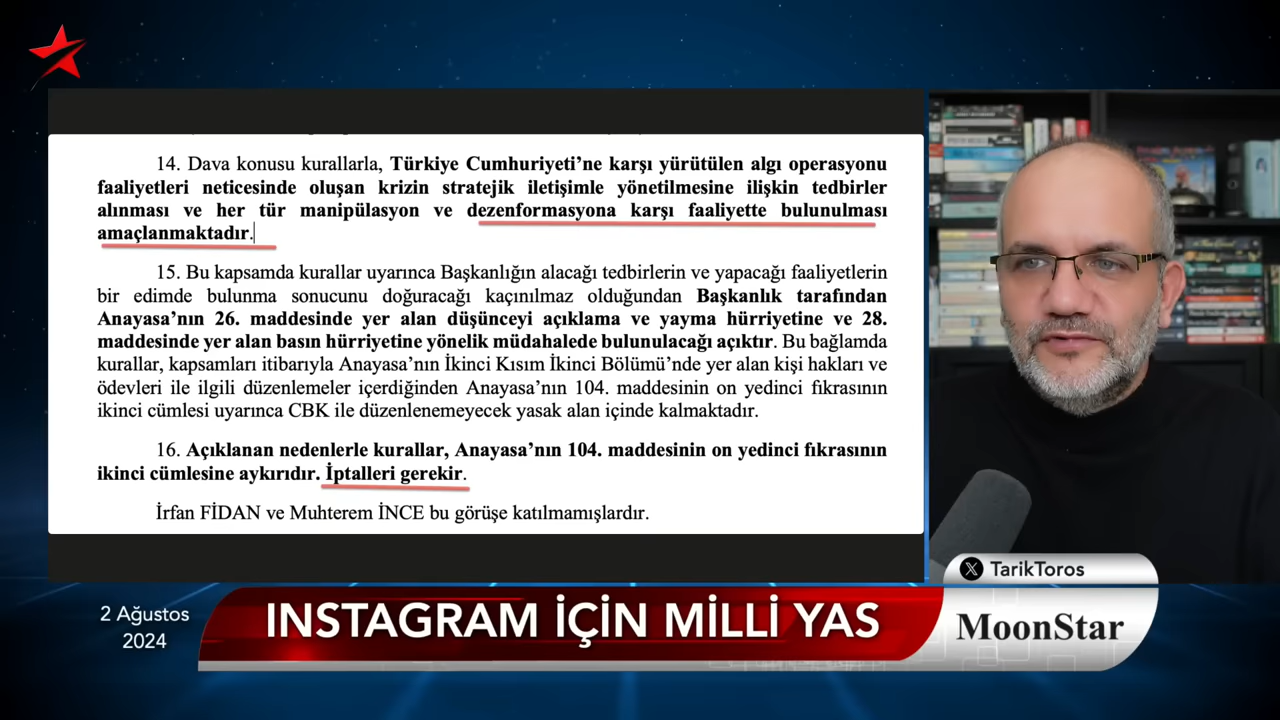 14. Dava konusu kurallarla, Türkiye Cumhuriyeti’ne karşı yürütülen algı operasyonu
faaliyetleri neticesinde oluşan krizin stratejik iletişimle yönetilmesine ilişkin tedbirler
alınması ve her tür manipülasyon ve dezenformasyona karşı faaliyette bulunulması
amaçlanmaktadır.
15. Bu kapsamda kurallar uyarınca Başkanlığın alacağı tedbirlerin ve yapacağı faaliyetlerin
bir edimde bulunma sonucunu doğuracağı kaçınılmaz olduğundan Başkanlık tarafından
Anayasa’nın 26. maddesinde yer alan düşünceyi açıklama ve yayma hürriyetine ve 28.
maddesinde yer alan basın hürriyetine yönelik müdahalede bulunulacağı açıktır. Bu bağlamda
kurallar, kapsamları itibarıyla Anayasa’nın İkinci Kısım İkinci Bölümü’nde yer alan kişi hakları ve
ödevleri ile ilgili düzenlemeler içerdiğinden Anayasa’nın 104. maddesinin on yedinci fıkrasının
ikinci cümlesi uyarınca CBK ile düzenlenemeyecek yasak alan içinde kalmaktadır.
16. Açıklanan nedenlerle kurallar, Anayasa’nın 104. maddesinin on yedinci fıkrasının
ikinci cümlesine aykırıdır. İptalleri gerekir.
İrfan FİDAN ve Muhterem İNCE bu görüşe katılmamışlardır.
X TarikToros
2 Ağustos
2024
INSTAGRAM İÇİN MİLLİ YAS
MoonStar